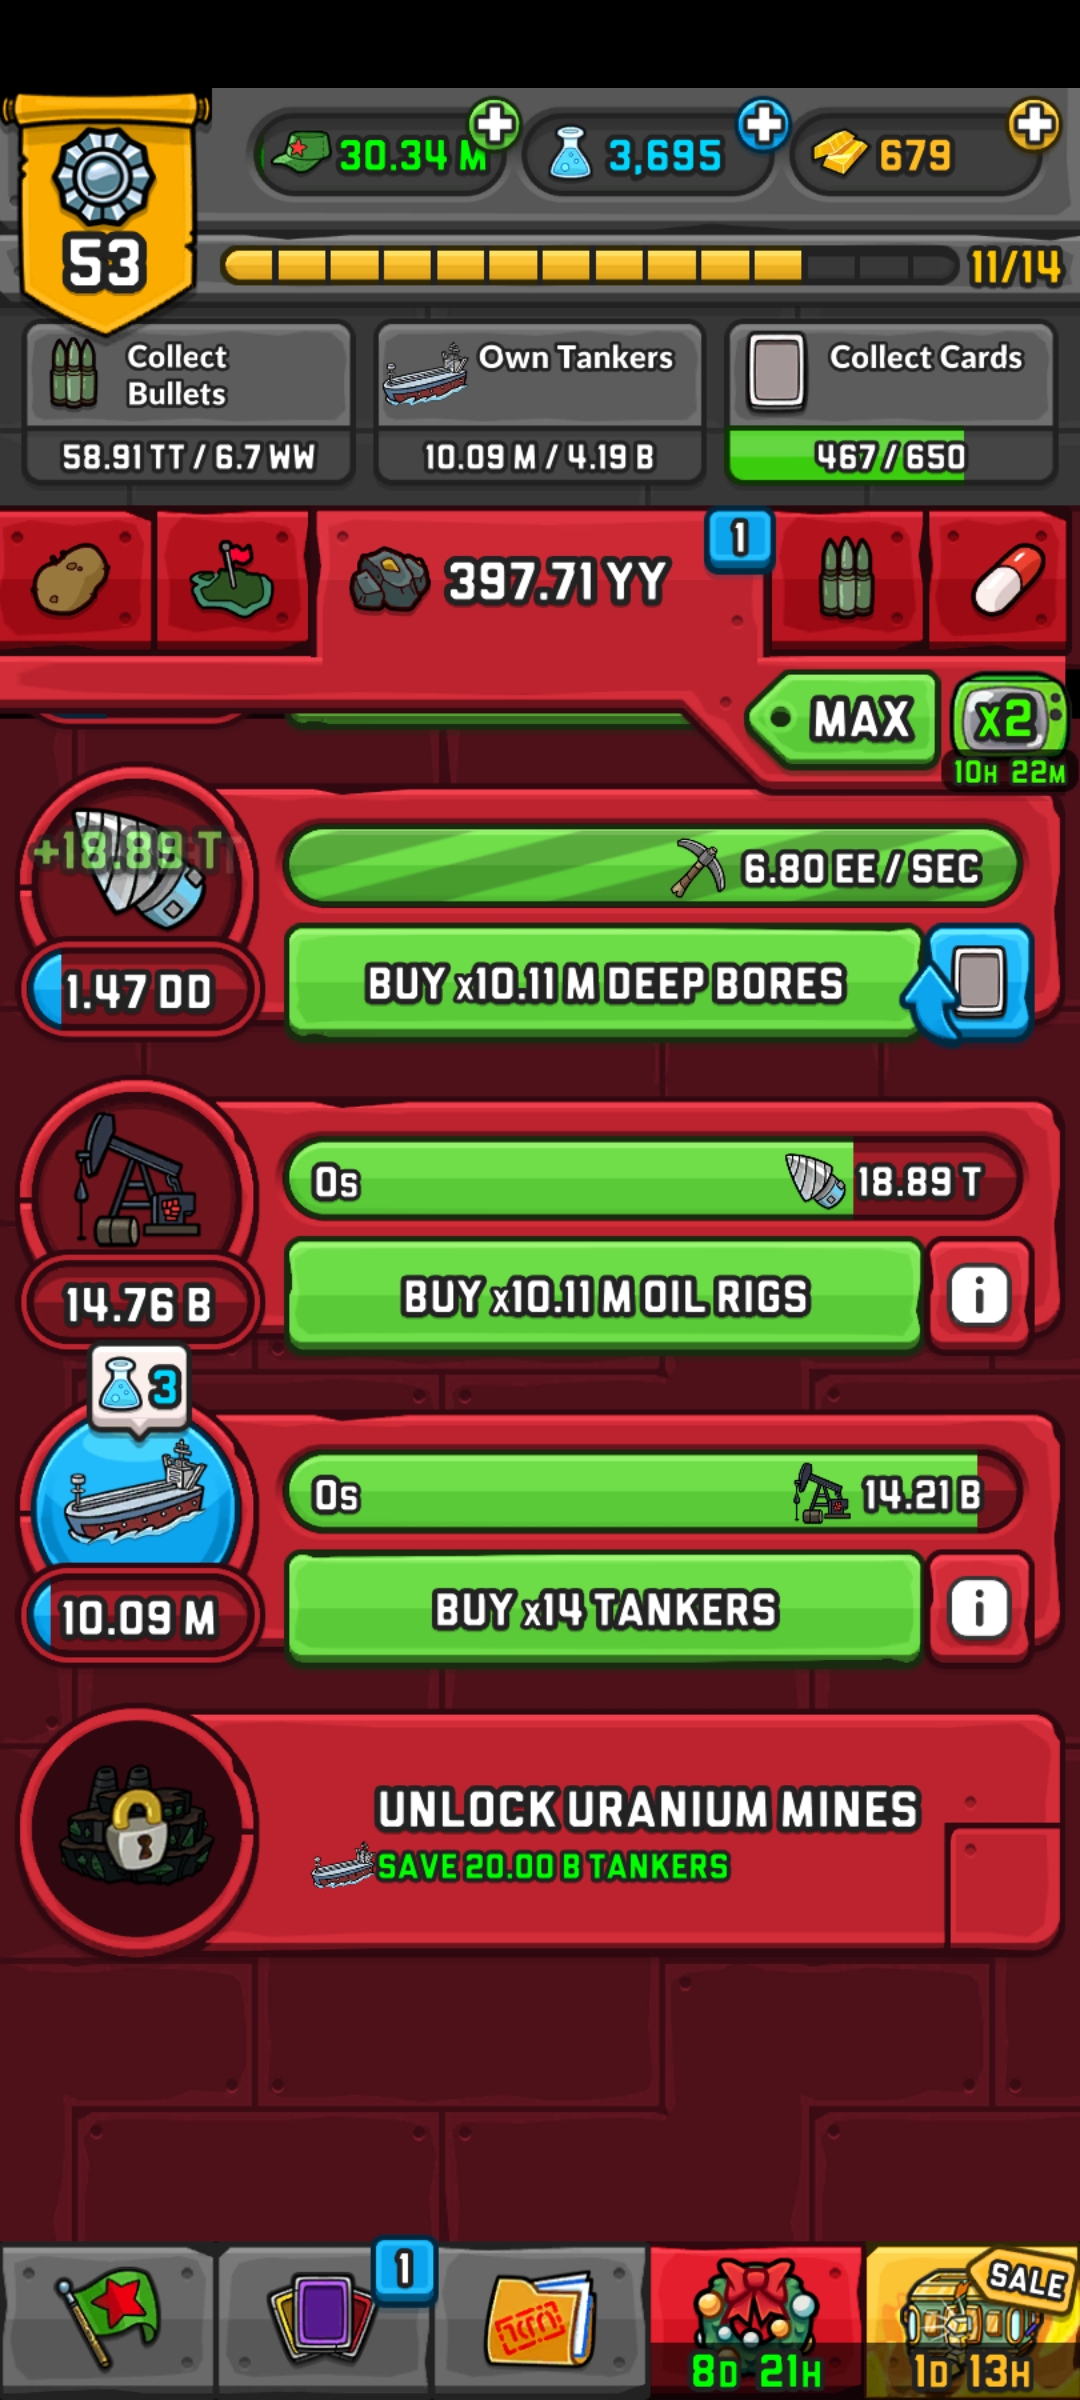 30.34 M
3,695
679
53
11/14
Collect
Bullets
58.91 TT / 6.7 WW
Own Tankers
10.09 M / 4.19 B
Collect Cards
467 / 650
397.71 YY
1
MAX
x2
10H 22M
+18.89 T
6.80 EE / SEC
1.47 DD
BUY x10.11 M DEEP BORES
0s
18.89 T
14.76 B
BUY x10.11 M OIL RIGS
i
3
0s
14.21 B
10.09 M
BUY x14 TANKERS
i
UNLOCK URANIUM MINES
SAVE 20.00 B TANKERS
1
8D 21H
SALE
1D 13H